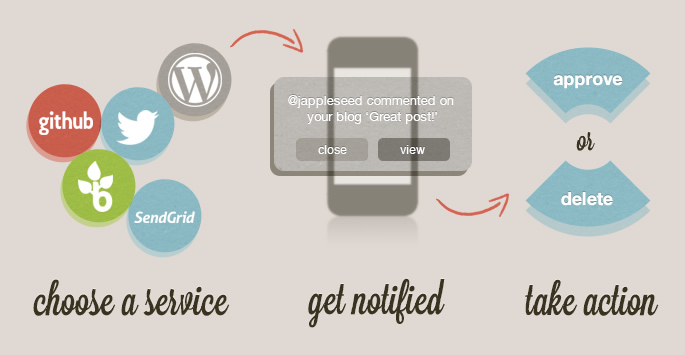 github
SendGrid
choose a service
@jappleseed commented on
your blog ‘Great post!’
close
view
get notified
approve
or
delete
take action